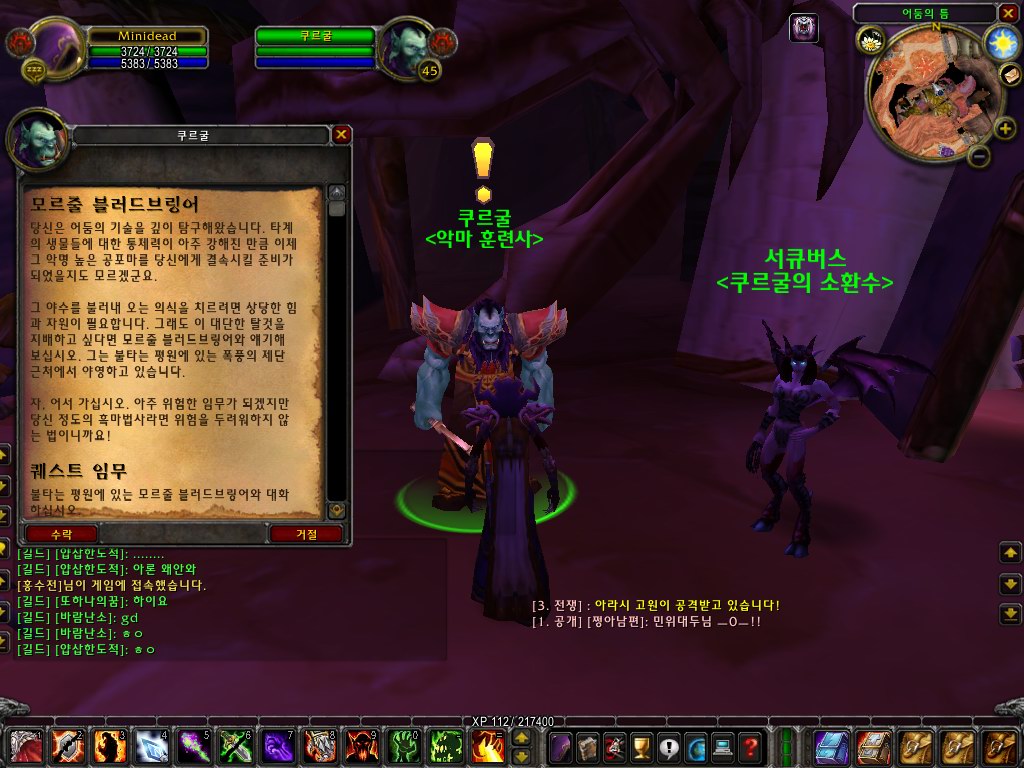 Minidead
3724 / 3724
5383 / 5383
zzz
쿠르굴
45
어둠의 틈
N
쿠르굴
모르줄 블러드브링어
당신은 어둠의 기술을 깊이 탐구해왔습니다. 타계
의 생물들에 대한 통제력이 아주 강해진 만큼 이제
그 악명 높은 공포마를 당신에게 결속시킬 준비가
되었을지도 모르겠군요.
그 야수를 불러내 오는 의식을 치르려면 상당한 힘
과 자원이 필요합니다. 그래도 이 대단한 탈것을
지배하고 싶다면 모르줄 블러드브링어와 얘기해
보십시오. 그는 불타는 평원에 있는 폭풍의 제단
근처에서 야영하고 있습니다.
자, 어서 가십시오. 아주 위험한 임무가 되겠지만
당신 정도의 흑마법사라면 위험을 두려워하지 않
는 법이니까요!
퀘스트 임무
불타는 평원에 있는 모르줄 블러드브링어와 대화
하십시오.
수락
거절
쿠르굴
<악마 훈련사>
서큐버스
<쿠르굴의 소환수>
[길드] [얍삽한도적]: ........
[길드] [얍삽한도적]: 아론 왜안와
[홍수전]님이 게임에 접속했습니다.
[길드] [또하나의꿈]: 하이요
[길드] [바람난소]: gd
[길드] [바람난소]: ㅎㅇ
[길드] [얍삽한도적]: ㅎㅇ
[3. 전쟁] : 아라시 고원이 공격받고 있습니다!
[1. 공개] [쩡아남편]: 민위대두님 ㅡ0ㅡ!!
XP 112 / 217400
1 2 3 4 5 6 7 8 9 0 - =